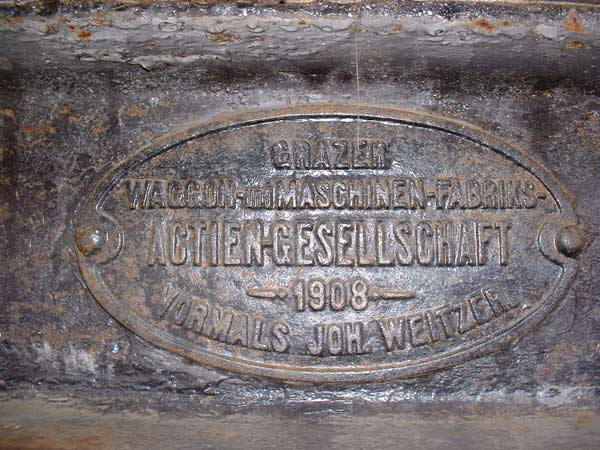 GRAZER
WAGGON-und MASCHINEN-FABRIKS-
ACTIEN-GESELLSCHAFT
1908
VORMALS JOH. WEITZER.